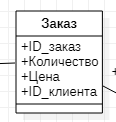 Заказ
+ID_заказ
+Количество
+Цена
+ID_клиента
+